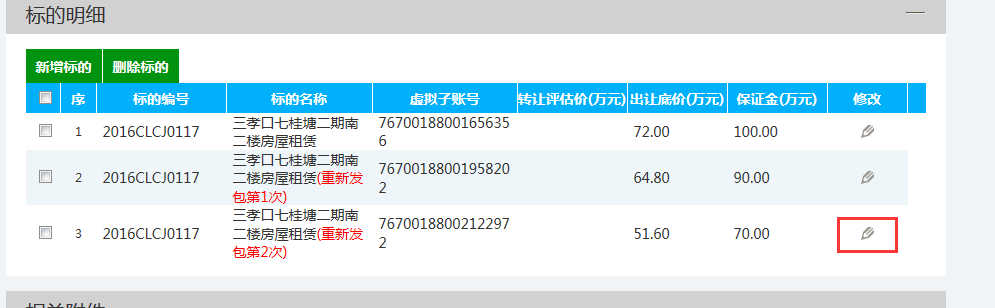 标的明细
新增标的 删除标的
序 标的编号 标的名称 虚拟子账号 转让评估价(万元) 出让底价(万元) 保证金(万元) 修改
1 2016CLCJ0117 三孝口七桂塘二期南 7670018800165635 72.00 100.00
二楼房屋租赁 6
2 2016CLCJ0117 三孝口七桂塘二期南 7670018800195820 64.80 90.00
二楼房屋租赁(重新发 2
包第1次)
3 2016CLCJ0117 三孝口七桂塘二期南 7670018800212297 51.60 70.00
二楼房屋租赁(重新发 2
包第2次)